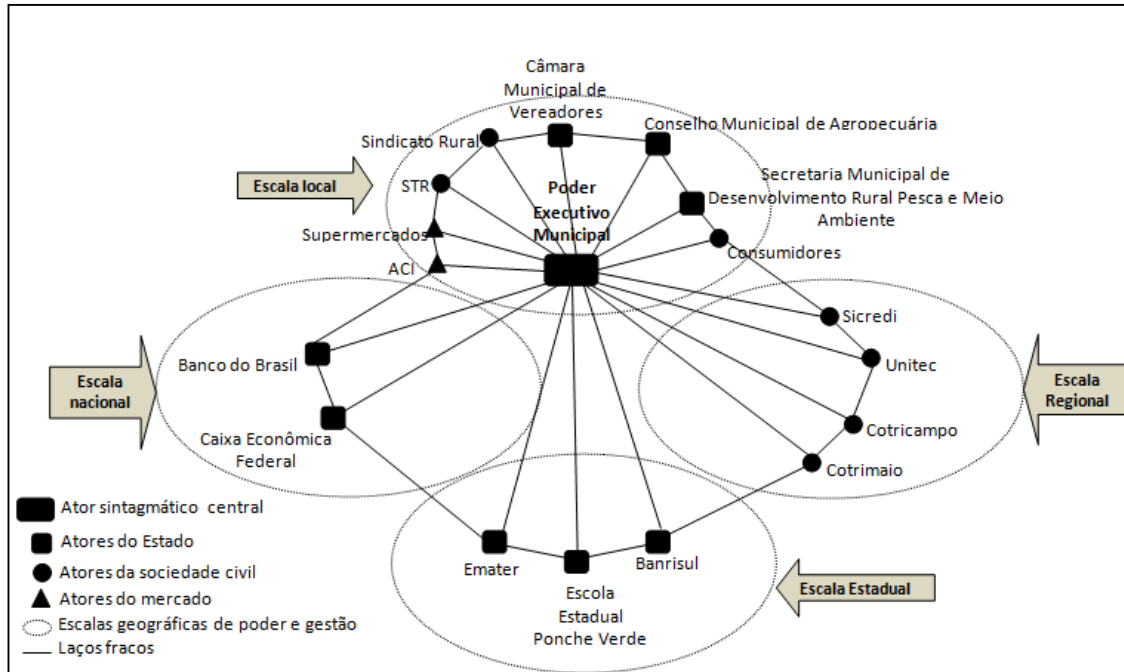 Câmara
Municipal de
Vereadores
Conselho Municipal de Agropecuária
Sindicato Rural
Secretaria Municipal de
Desenvolvimento Rural Pesca e Meio
Ambiente
Escala local
STR
Poder
Executivo
Municipal
Supermercados
Consumidores
ACI
Sicredi
Banco do Brasil
Unitec
Escala
nacional
Escala
Regional
Caixa Econômica
Federal
Cotricampo
Cotrimaio
Ator sintagmático central
Atores do Estado
Atores da sociedade civil
Atores do mercado
Escalas geográficas de poder e gestão
Laços fracos
Emater
Banrisul
Escola
Estadual
Ponche Verde
Escala Estadual